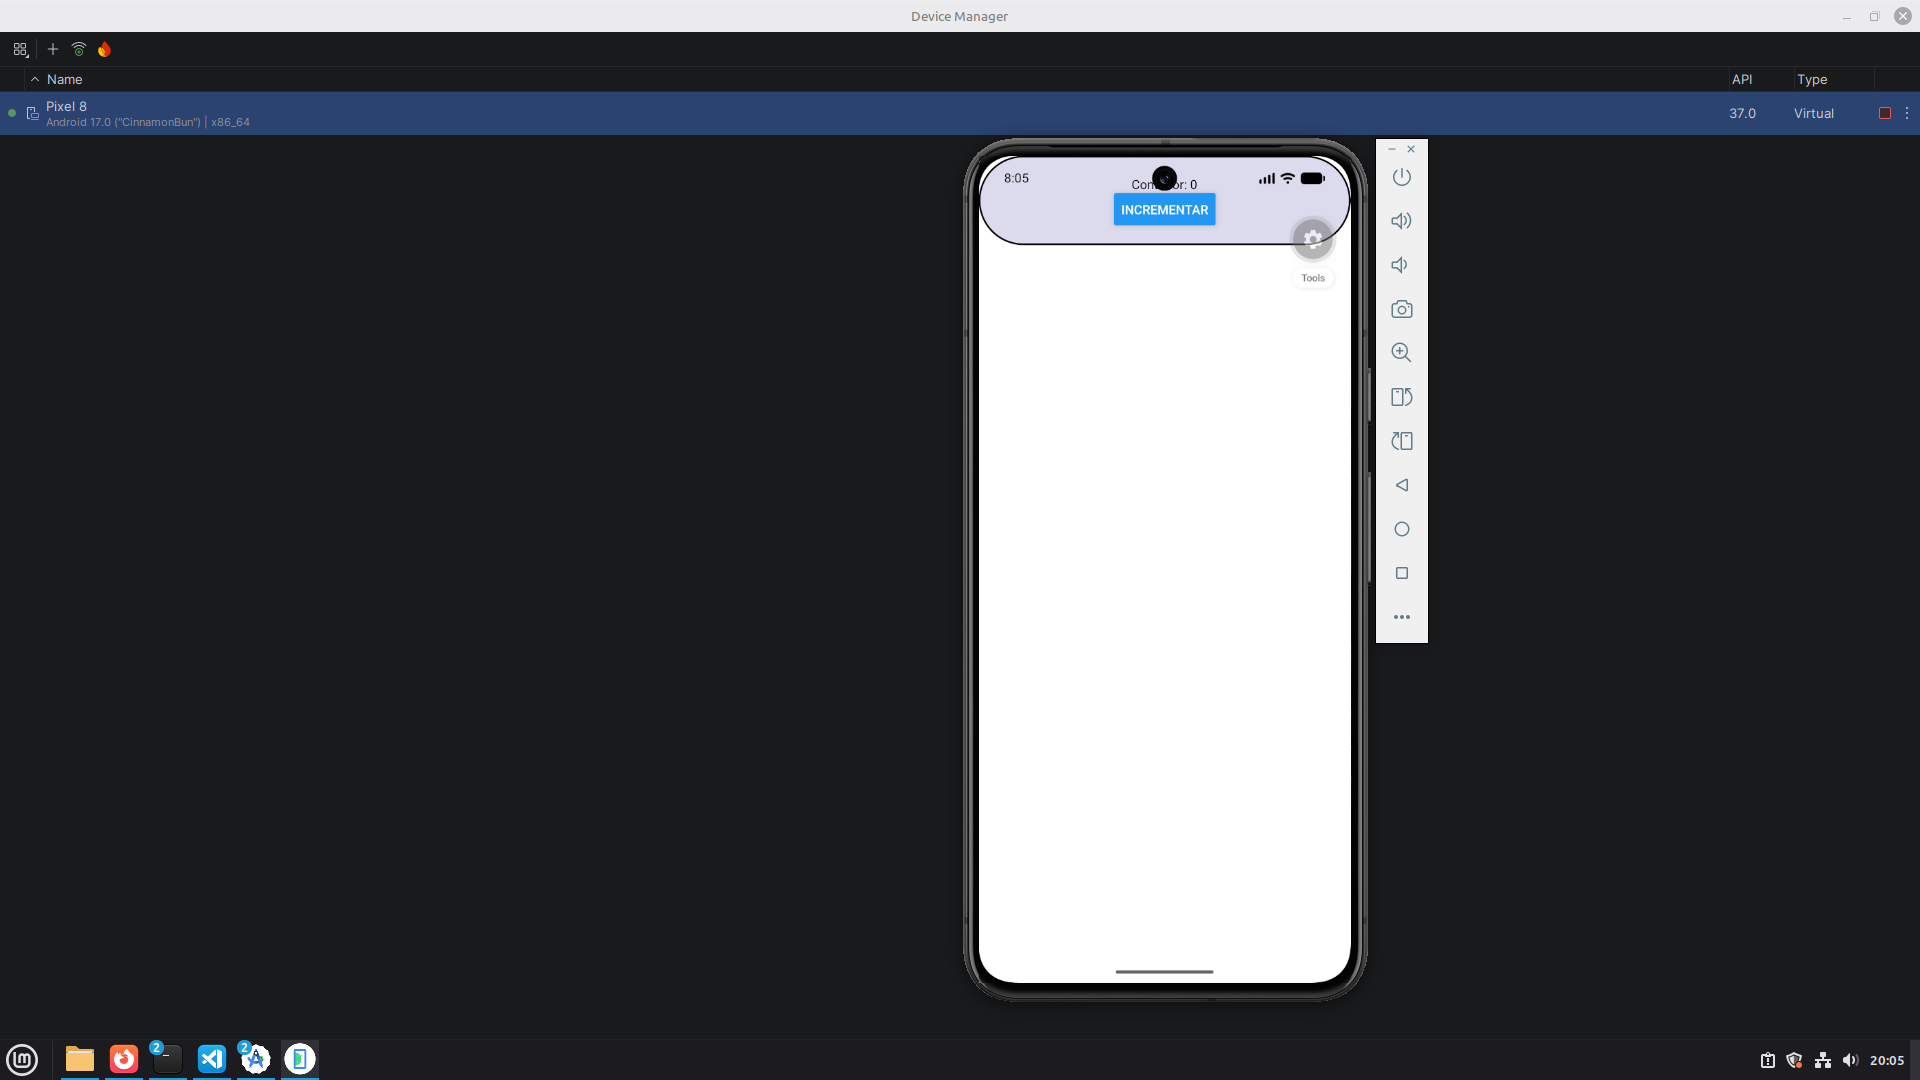 Device Manager
Name
API
Type
Pixel 8
Android 17.0 ("CinnamonBun") | x86_64
37.0
Virtual
8:05
: 0
INCREMENTAR
Tools
2
2
20:05